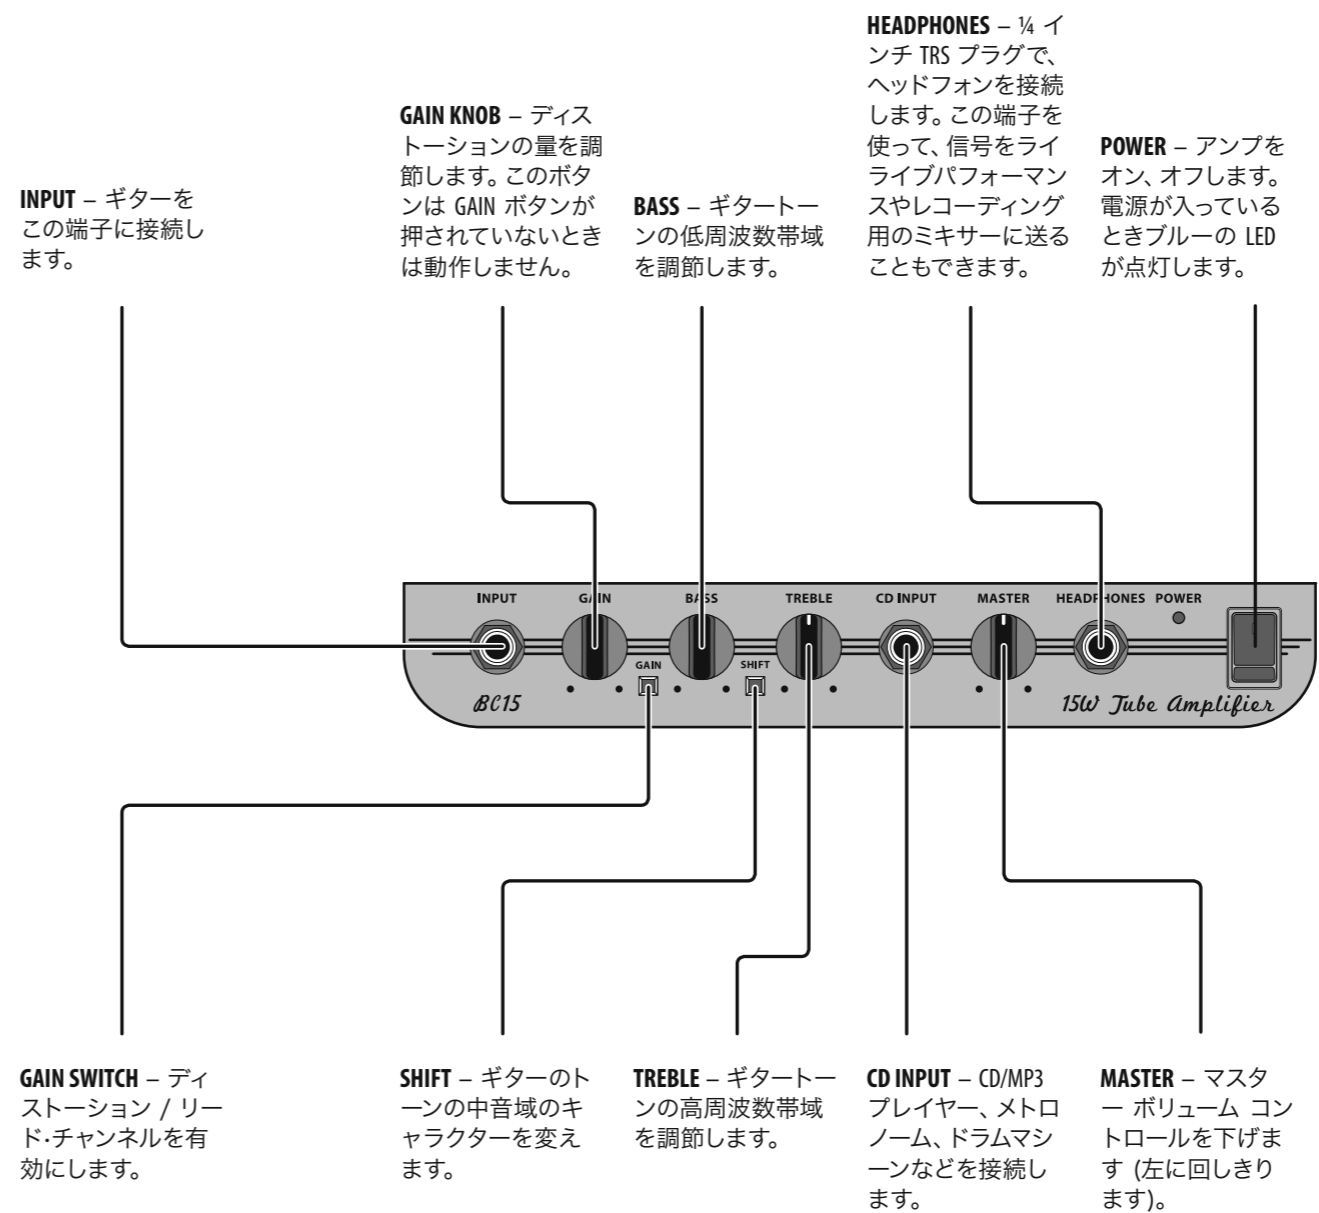 HEADPHONES – ¼ イ
ンチ TRS プラグで、
ヘッドフォンを接続
します。この端子を
使って、信号をライ
ライブパフォーマン
スやレコーディング
用のミキサーに送る
こともできます。
GAIN KNOB – ディス
トーションの量を調
節します。このボタ
ンは GAIN ボタンが
押されていないとき
は動作しません。
POWER – アンプを
オン、オフします。
電源が入っている
ときブルーの LED
が点灯します。
INPUT – ギターを
この端子に接続し
ます。
BASS – ギタートー
ンの低周波数帯域
を調節します。
INPUT
GAIN
BASS
TREBLE
CD INPUT
MASTER
HEADPHONES
POWER
GAIN
SHIFT
BC15
15W Tube Amplifier
GAIN SWITCH – ディ
ストーション / リー
ド・チャンネルを有
効にします。
SHIFT – ギターのト
ーンの中音域のキ
ャラクターを変え
ます。
TREBLE – ギタートー
ンの高周波数帯域
を調節します。
CD INPUT – CD/MP3
プレイヤー、メトロ
ノーム、ドラムマシ
ーンなどを接続し
ます。
MASTER – マスタ
ー ボリューム コン
トロールを下げま
す (左に回しきり
ます)。